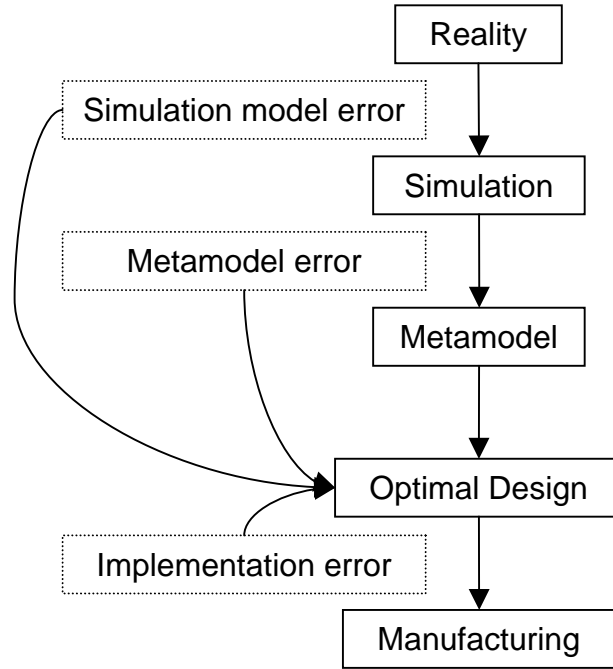 Reality
Simulation model error
Simulation
Metamodel error
Metamodel
Optimal Design
Implementation error
Manufacturing